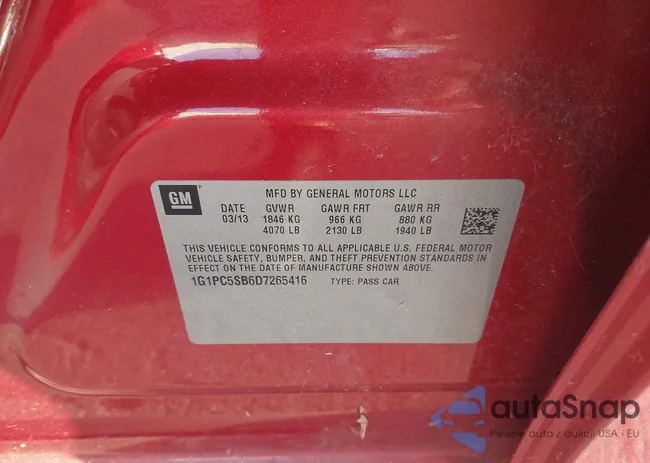 GM
MFD BY GENERAL MOTORS LLC
DATE GVWR GAWR FRT GAWR RR
03/13 1846 KG 966 KG 880 KG
4070 LB 2130 LB 1940 LB
THIS VEHICLE CONFORMS TO ALL APPLICABLE U.S. FEDERAL MOTOR
VEHICLE SAFETY, BUMPER, AND THEFT PREVENTION STANDARDS IN
EFFECT ON THE DATE OF MANUFACTURE SHOWN ABOVE.
1G1PC5SB6D7265416 TYPE: PASS CAR
autaSnap
Pewne auta z aukcji USA i EU